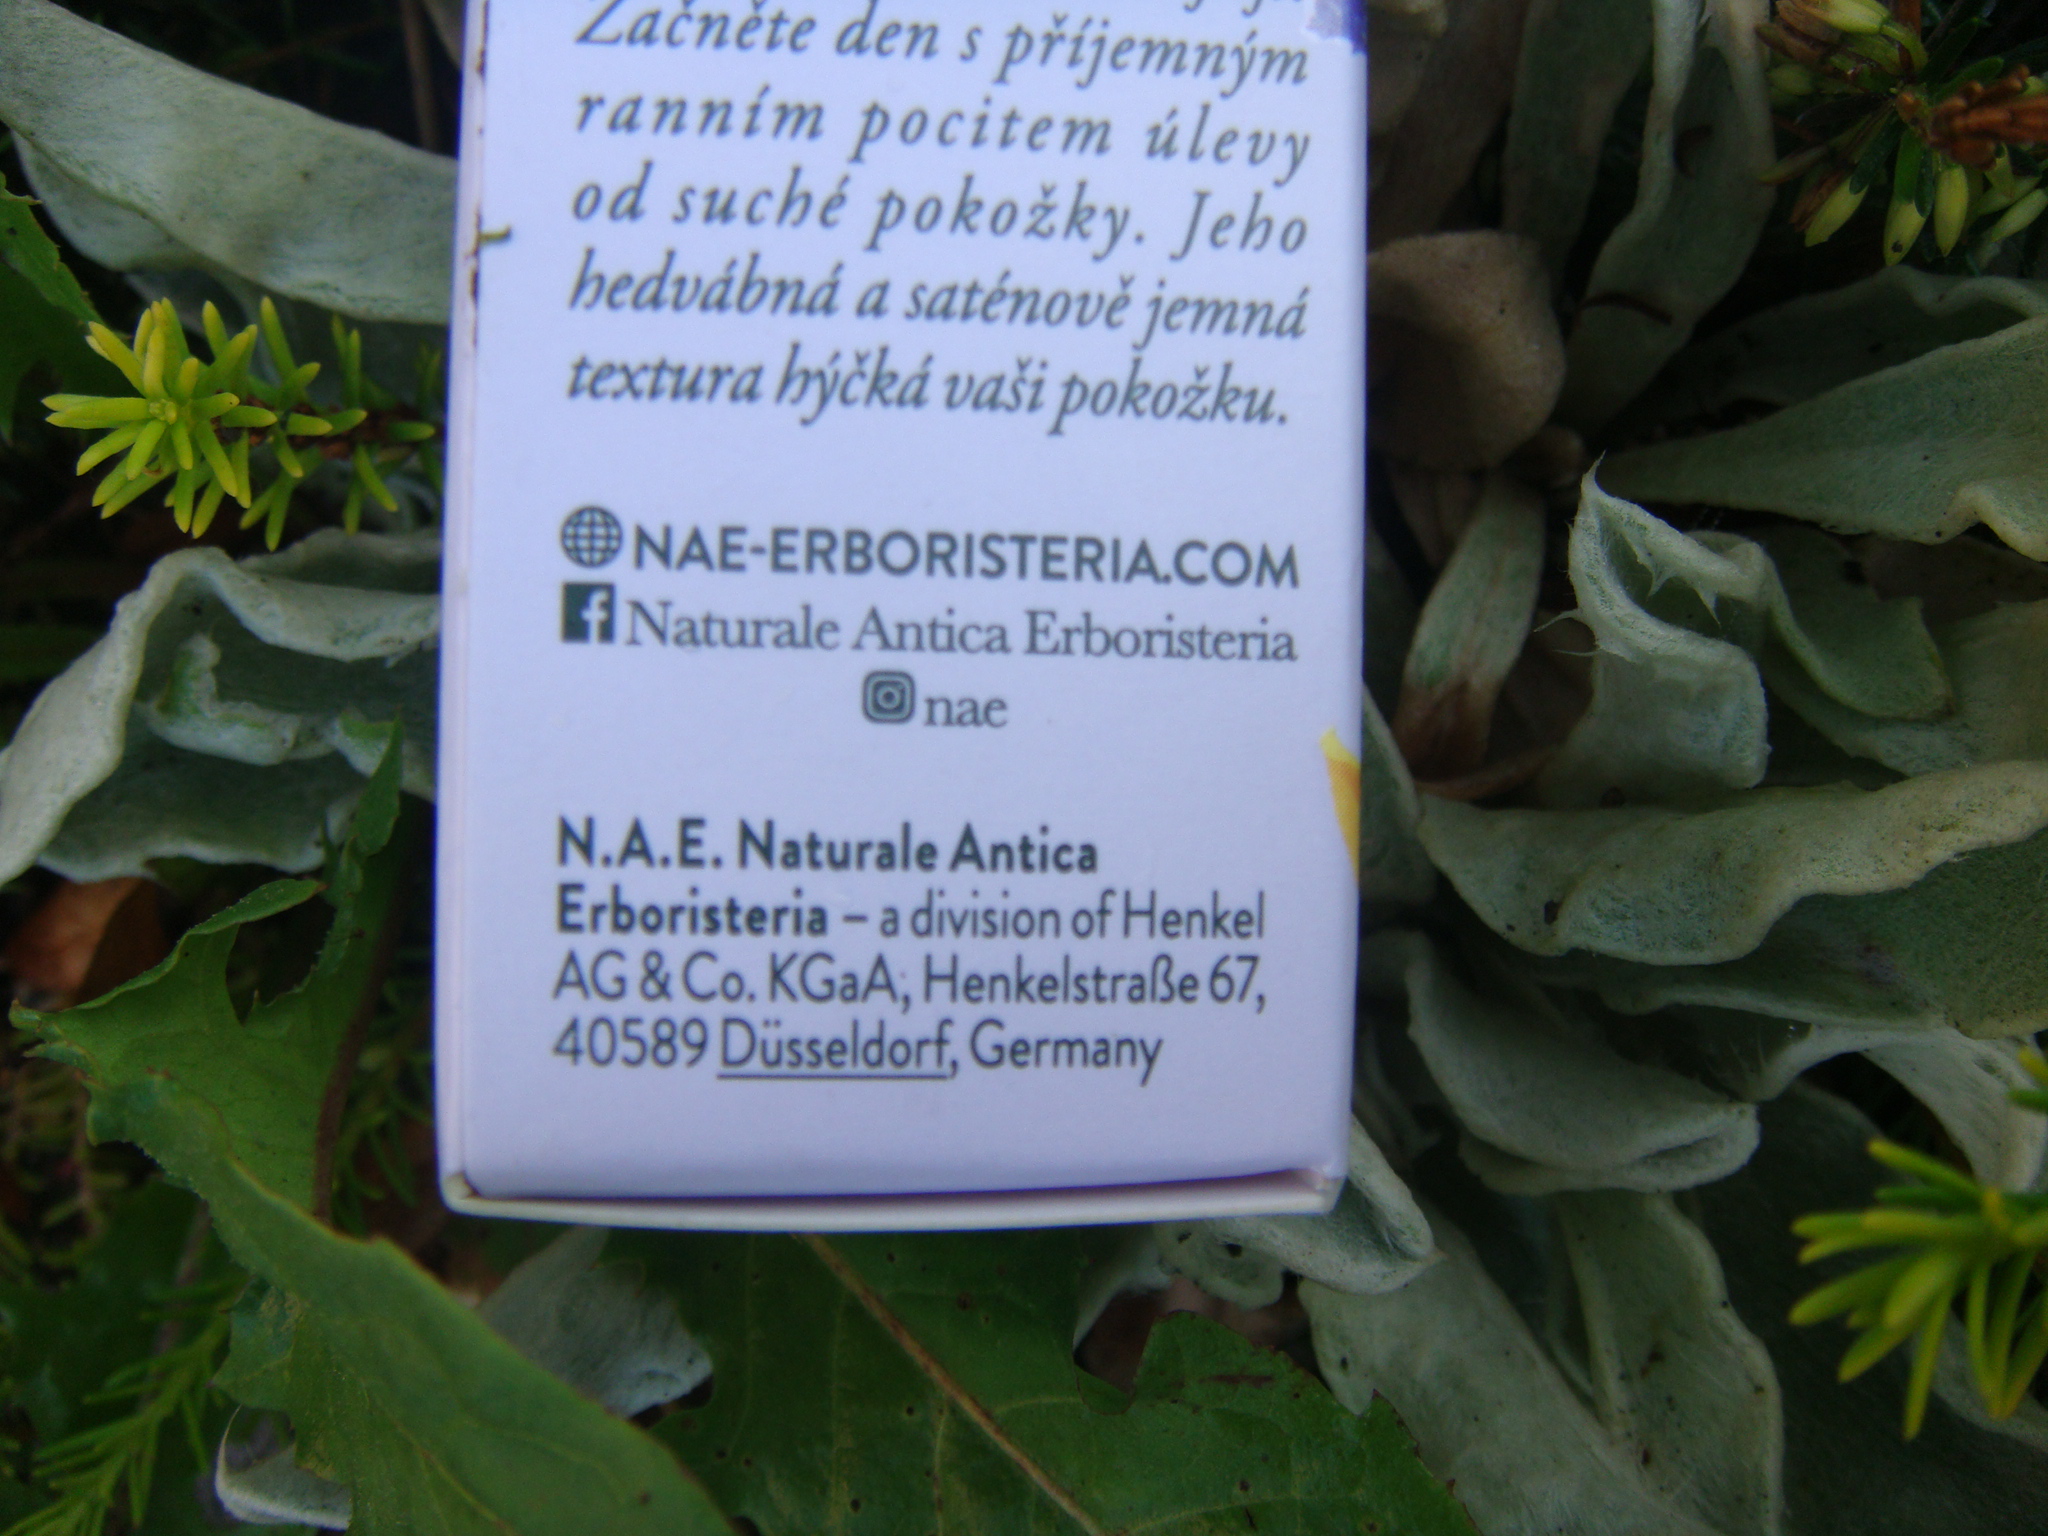 Začněte den s příjemným
ranním pocitem úlevy
od suché pokožky. Jeho
hedvábná a saténově jemná
textura hýčká vaši pokožku.
NAE-ERBORISTERIA.COM
Naturale Antica Erboristeria
nae
N.A.E. Naturale Antica
Erboristeria – a division of Henkel
AG & Co. KGaA; Henkelstraße 67,
40589 Düsseldorf, Germany